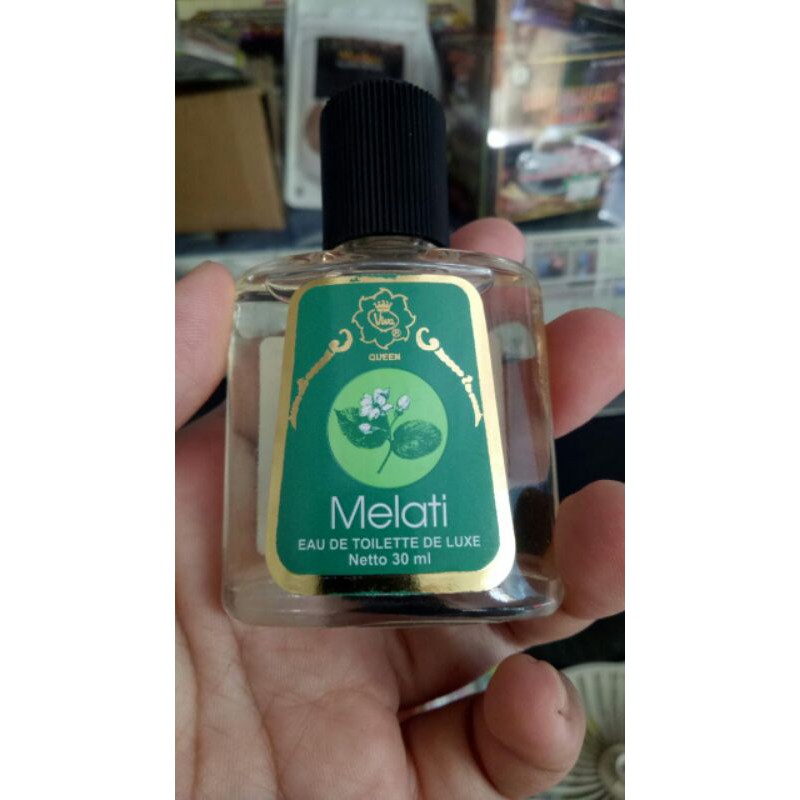 Viva
®
QUEEN
Melati
EAU DE TOILETTE DE LUXE
Netto 30 ml